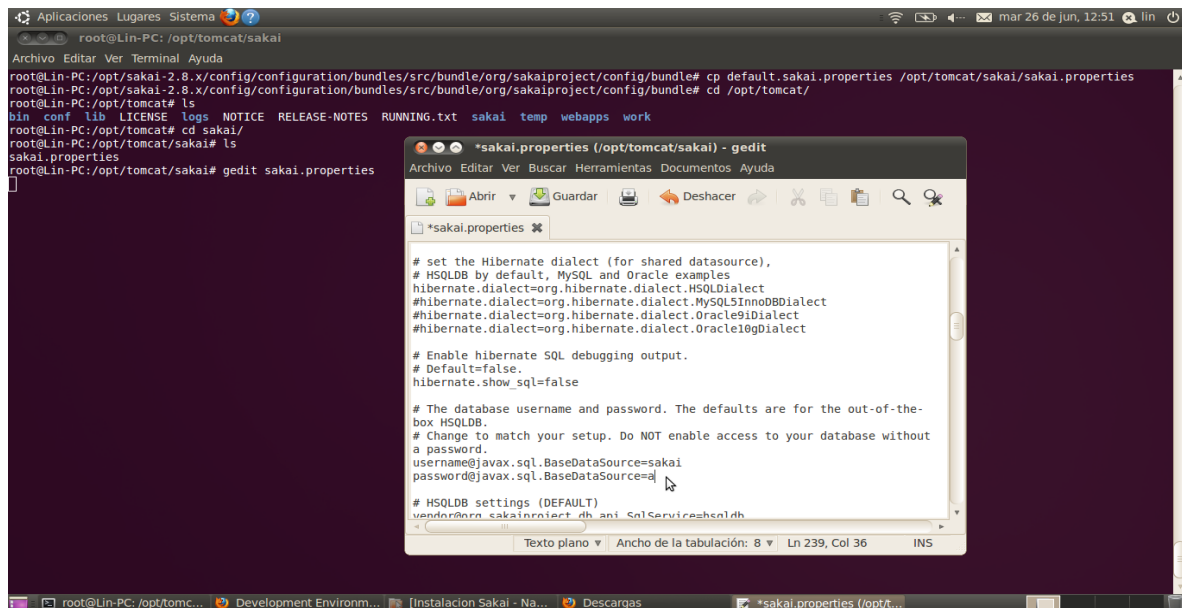 Aplicaciones Lugares Sistema mar 26 de jun, 12:51 lin
root@Lin-PC: /opt/tomcat/sakai
Archivo Editar Ver Terminal Ayuda
root@Lin-PC:/opt/sakai-2.8.x/config/configuration/bundles/src/bundle/org/sakaiproject/config/bundle# cp default.sakai.properties /opt/tomcat/sakai/sakai.properties
root@Lin-PC:/opt/sakai-2.8.x/config/configuration/bundles/src/bundle/org/sakaiproject/config/bundle# cd /opt/tomcat/
root@Lin-PC:/opt/tomcat# ls
bin conf lib LICENSE logs NOTICE RELEASE-NOTES RUNNING.txt sakai temp webapps work
root@Lin-PC:/opt/tomcat# cd sakai/
root@Lin-PC:/opt/tomcat/sakai# ls
sakai.properties
root@Lin-PC:/opt/tomcat/sakai# gedit sakai.properties
*sakai.properties (/opt/tomcat/sakai) - gedit
Archivo Editar Ver Buscar Herramientas Documentos Ayuda
Abrir Guardar Deshacer
*sakai.properties
# set the Hibernate dialect (for shared datasource),
# HSQLDB by default, MySQL and Oracle examples
hibernate.dialect=org.hibernate.dialect.HSQLDialect
#hibernate.dialect=org.hibernate.dialect.MySQL5InnoDBDialect
#hibernate.dialect=org.hibernate.dialect.Oracle9iDialect
#hibernate.dialect=org.hibernate.dialect.Oracle10gDialect
# Enable hibernate SQL debugging output.
# Default=false.
hibernate.show_sql=false
# The database username and password. The defaults are for the out-of-the-
box HSQLDB.
# Change to match your setup. Do NOT enable access to your database without
a password.
username@javax.sql.BaseDataSource=sakai
password@javax.sql.BaseDataSource=a
# HSQLDB settings (DEFAULT)
vendor@org.sakaiproject.db.api.SqlService=hsqldb
Texto plano Ancho de la tabulación: 8 Ln 239, Col 36 INS
root@Lin-PC: /opt/tomc... Development Environm... [Instalacion Sakai - Na... Descargas *sakai.properties (/opt/t...